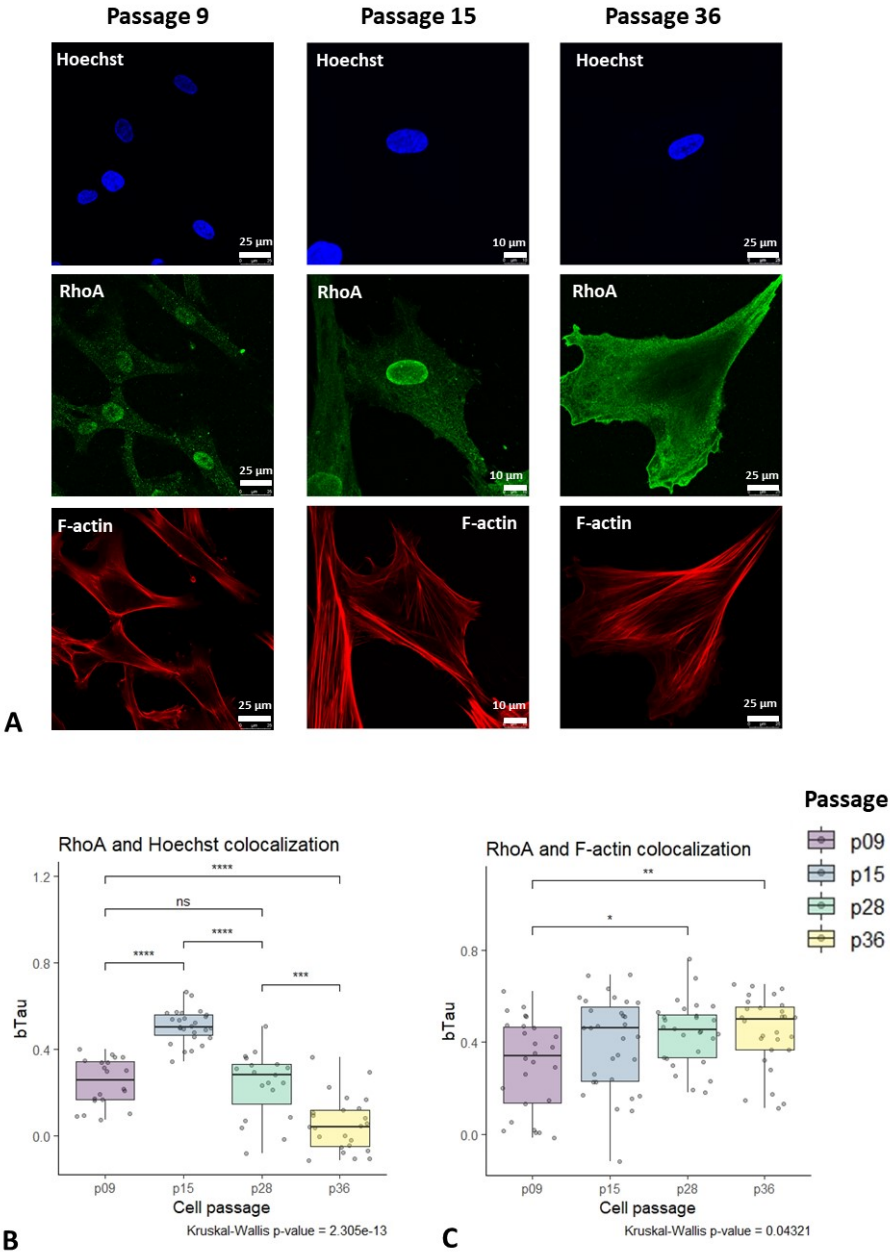 Passage 9 Passage 15 Passage 36
Hoechst Hoechst Hoechst
25 µm 10 µm 25 µm
RhoA RhoA RhoA
25 µm 10 µm 25 µm
F-actin F-actin F-actin
25 µm 10 µm 25 µm
A
Passage
p09
p15
p28
p36
RhoA and Hoechst colocalization
****
ns
****
****
***
1.2
0.8
0.4
0.0
bTau
p09 p15 p28 p36
Cell passage
Kruskal-Wallis p-value = 2.305e-13
B
RhoA and F-actin colocalization
**
*
0.8
0.4
0.0
bTau
p09 p15 p28 p36
Cell passage
Kruskal-Wallis p-value = 0.04321
C